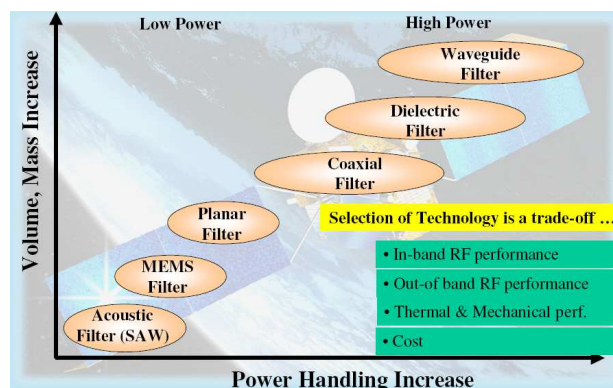 Low Power
High Power
Waveguide
Filter
Dielectric
Filter
Coaxial
Filter
Planar
Filter
MEMS
Filter
Acoustic
Filter (SAW)
Selection of Technology is a trade-off ...
• In-band RF performance
• Out-of band RF performance
• Thermal & Mechanical perf.
• Cost
Volume, Mass Increase
Power Handling Increase